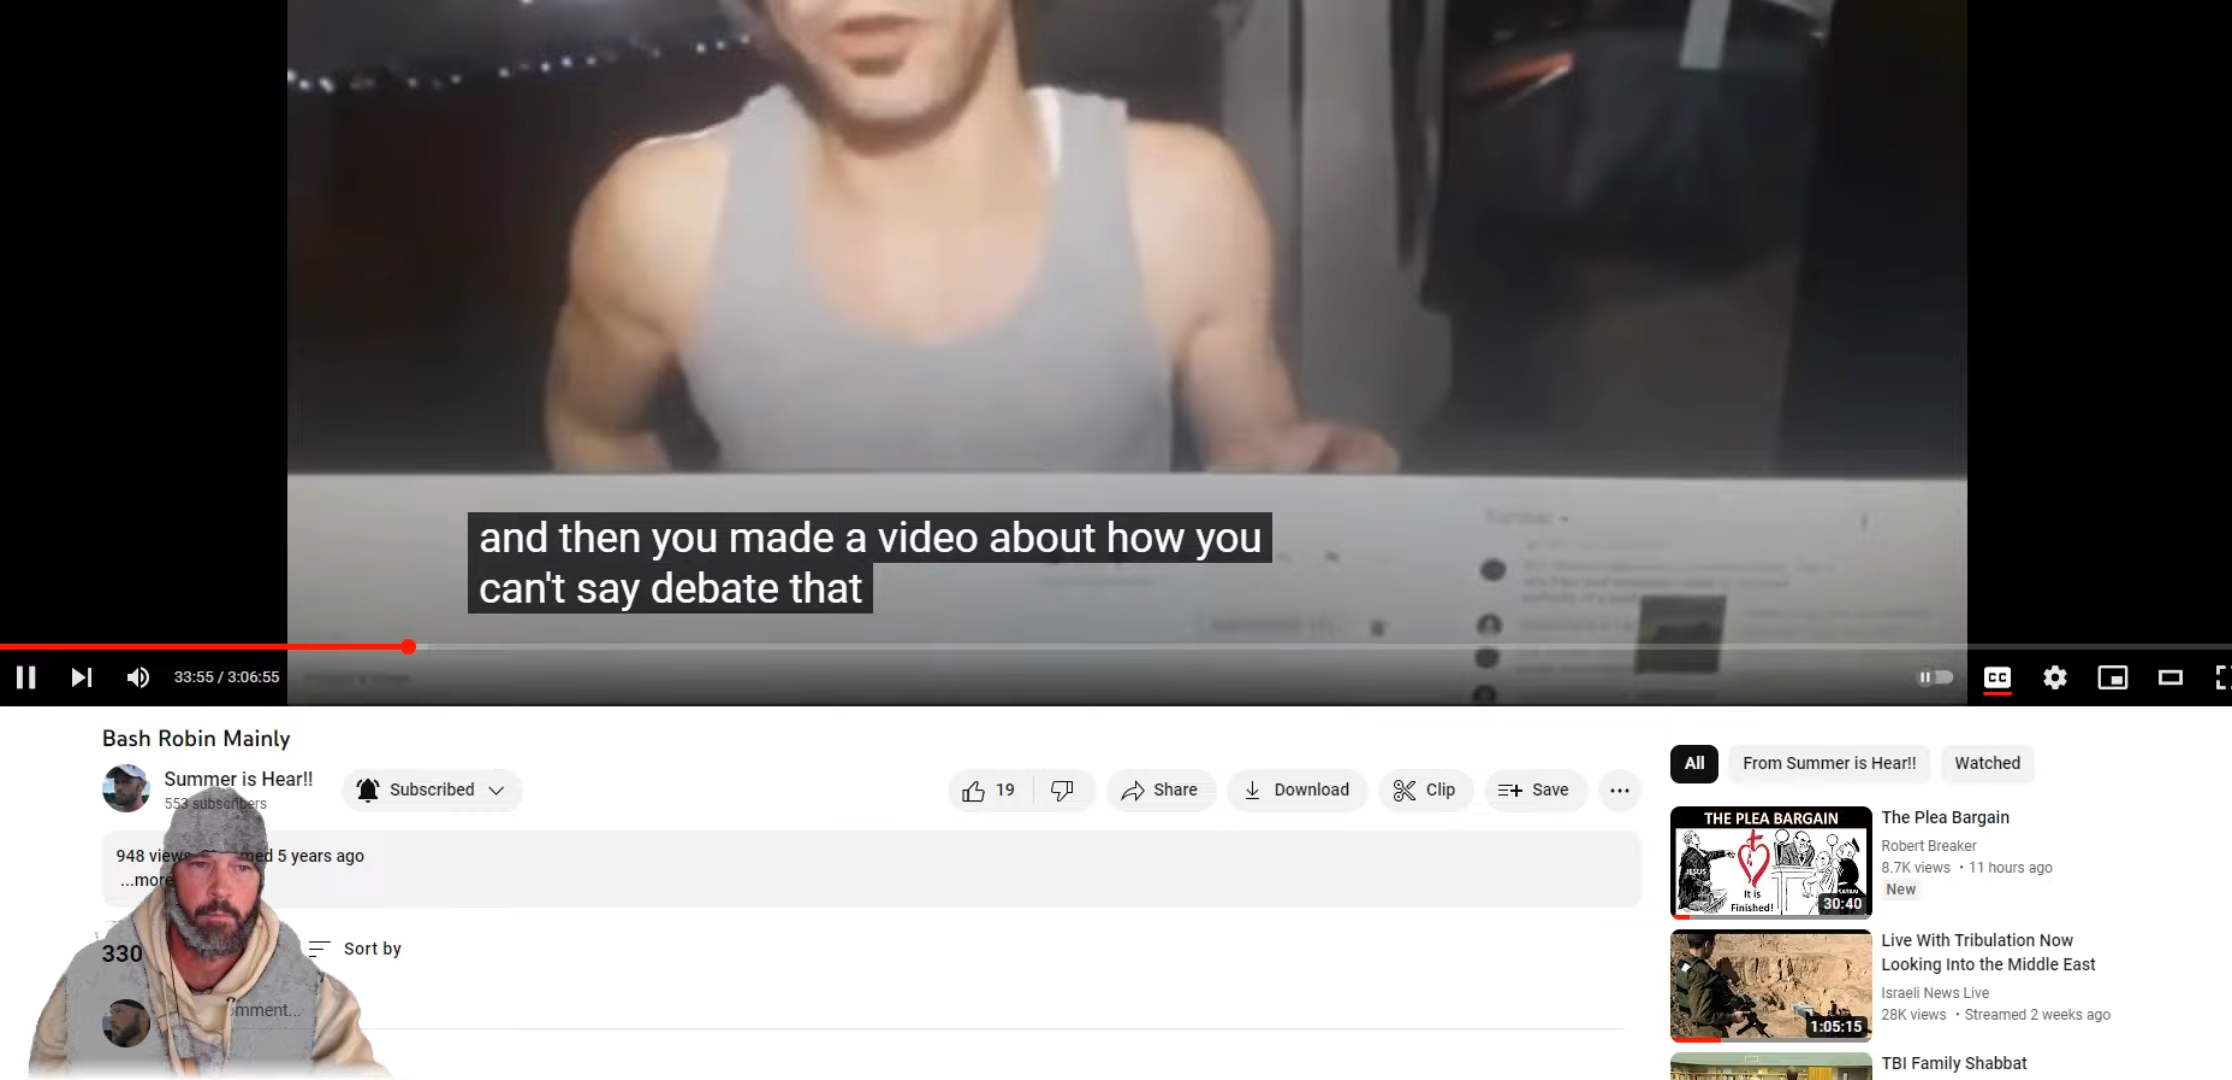 and then you made a video about how you
can't say debate that
33:55 / 3:06:55
CC
Bash Robin Mainly
Summer is Hear!!
553 subscribers
Subscribed
19
Share
Download
Clip
Save
948 views
5 years ago
...more
330
Sort by
All
From Summer is Hear!!
Watched
THE PLEA BARGAIN
JESUS
It is
Finished!
SATAN
30:40
The Plea Bargain
Robert Breaker
8.7K views • 11 hours ago
New
1:05:15
Live With Tribulation Now
Looking Into the Middle East
Israeli News Live
28K views • Streamed 2 weeks ago
TBI Family Shabbat